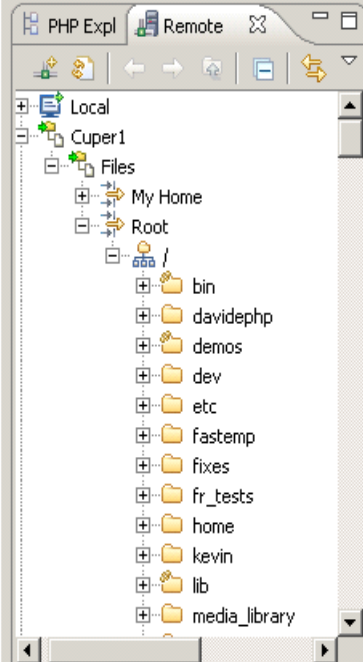 PHP Expl Remote
Local
Cuper1
Files
My Home
Root
/
bin
davidephp
demos
dev
etc
fastemp
fixes
fr_tests
home
kevin
lib
media_library